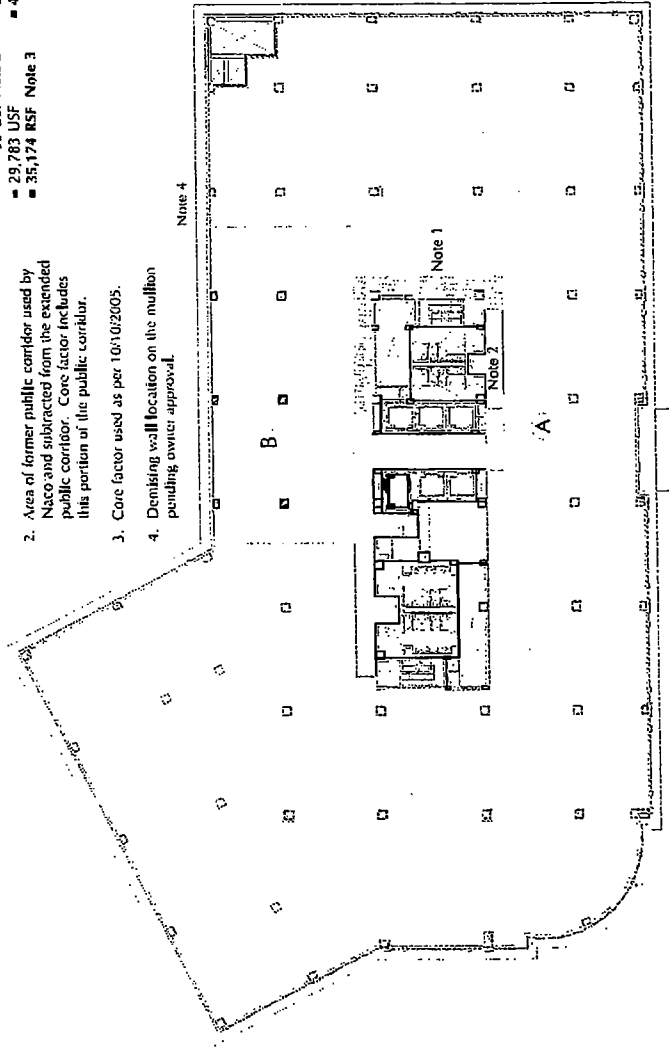 ■ 29,783 USF
■ 35,174 RSF Note 3
2. Area of former public corridor used by
Naco and subtracted from the extended
public corridor. Core factor includes
this portion of the public corridor.
3. Core factor used as per 10/10/2005.
4. Demising wall location on the mullion
pending owner approval.
Note 4
Note 1
Note 2
B
A